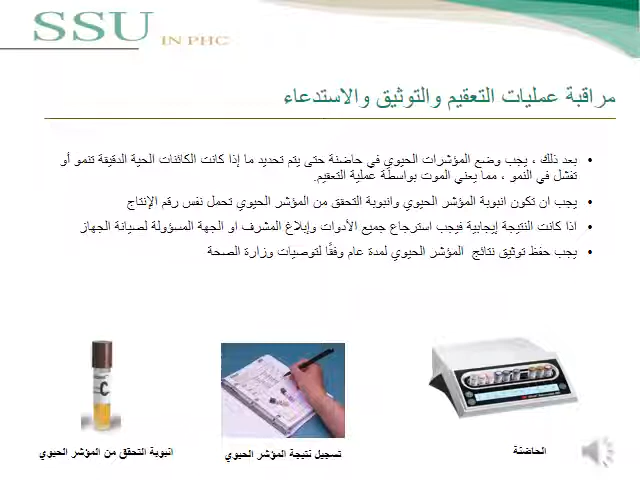 SSU IN PHC
مراقبة عمليات التعقيم والتوثيق والاستدعاء
• بعد ذلك ، يجب وضع المؤشرات الحيوي في حاضنة حتى يتم تحديد ما إذا كانت الكائنات الحية الدقيقة تنمو أو
تفشل في النمو ، مما يعني الموت بواسطة عملية التعقيم.
• يجب ان تكون انبوبة المؤشر الحيوي وانبوبة التحقق من المؤشر الحيوي تحمل نفس رقم الإنتاج
• اذا كانت النتيجة إيجابية فيجب استرجاع جميع الأدوات وإبلاغ المشرف او الجهة المسؤولة لصيانة الجهاز
• يجب حفظ توثيق نتائج المؤشر الحيوي لمدة عام وفقًا لتوصيات وزارة الصحة
C
الحاضنة
تسجيل نتيجة المؤشر الحيوي
انبوبة التحقق من المؤشر الحيوي